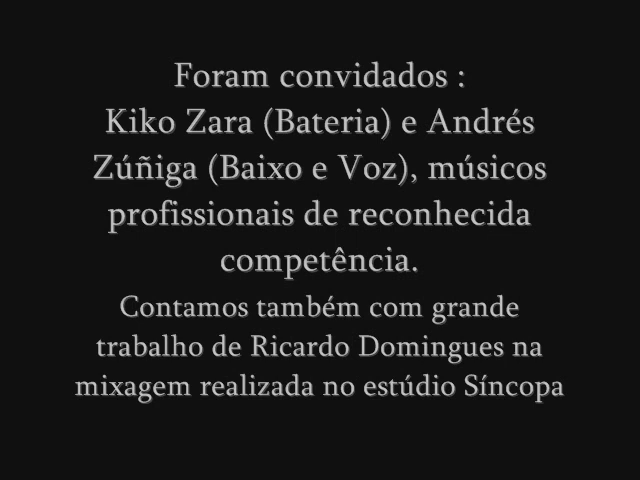 Foram convidados :
Kiko Zara (Bateria) e Andrés
Zúñiga (Baixo e Voz), músicos
profissionais de reconhecida
competência.
Contamos também com grande
trabalho de Ricardo Domingues na
mixagem realizada no estúdio Síncopa